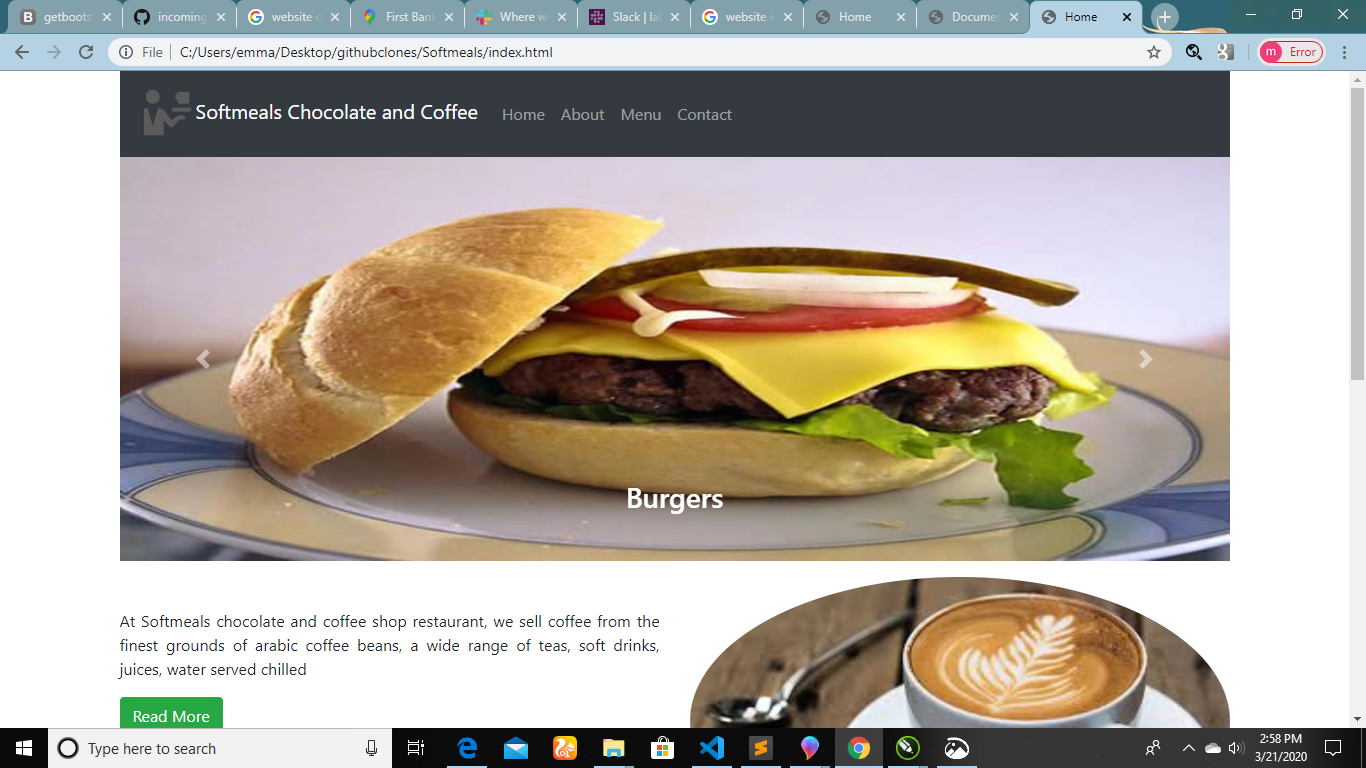 getboots
incoming
website d
First Bank
Where we
Slack | la
website i
Home
Documen
Home
File
C:/Users/emma/Desktop/githubclones/Softmeals/index.html
m
Error
Softmeals Chocolate and Coffee
Home
About
Menu
Contact
Burgers
At Softmeals chocolate and coffee shop restaurant, we sell coffee from the
finest grounds of arabic coffee beans, a wide range of teas, soft drinks,
juices, water served chilled
Read More
Type here to search
2:58 PM
3/21/2020